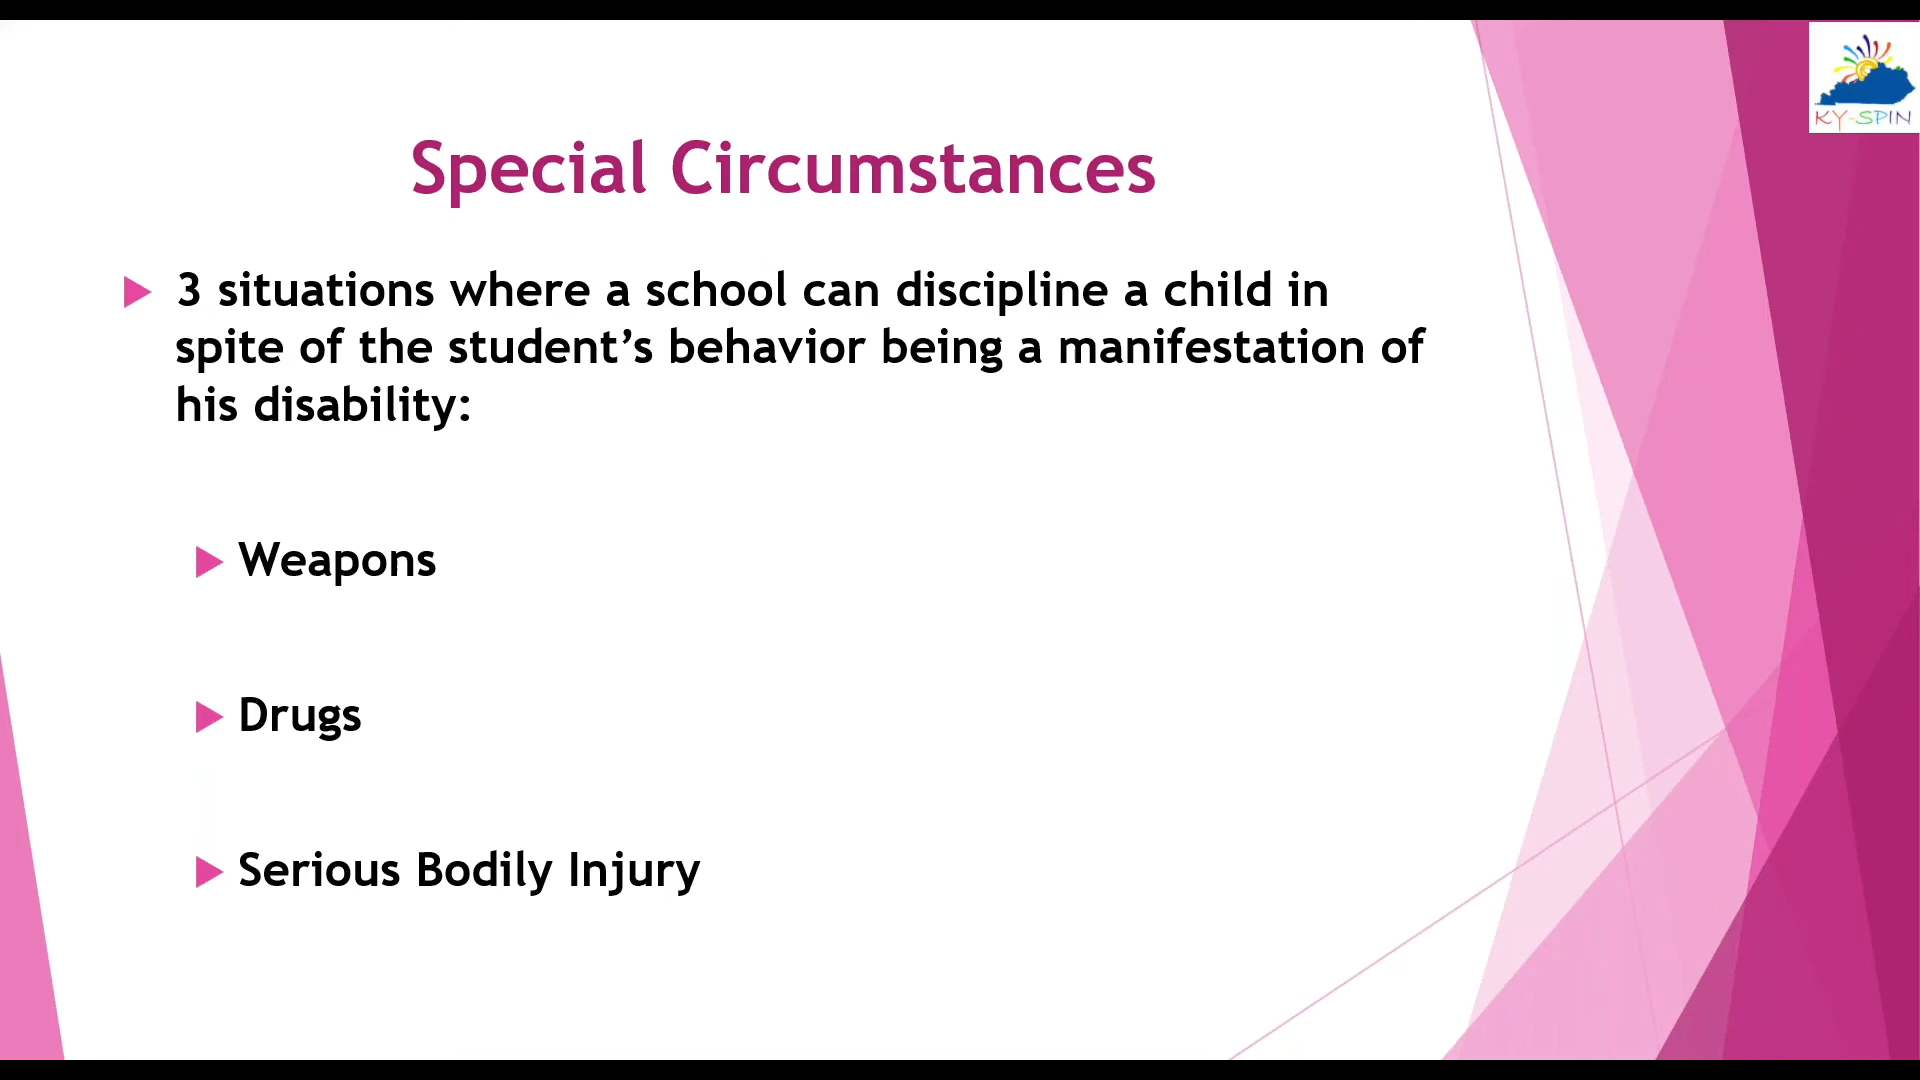 KY-SPIN
Special Circumstances
3 situations where a school can discipline a child in
spite of the student’s behavior being a manifestation of
his disability:
Weapons
Drugs
Serious Bodily Injury